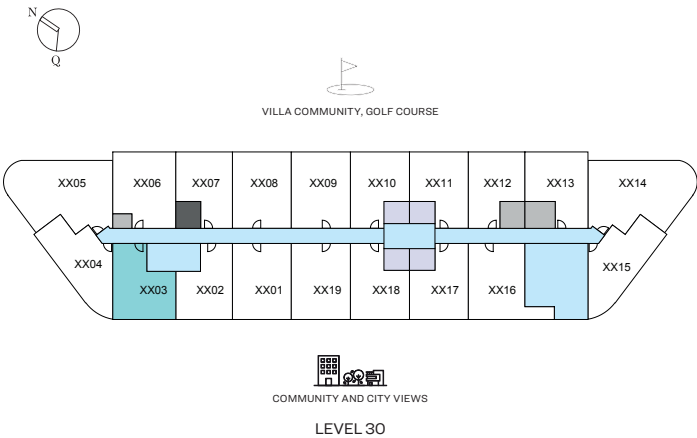 N
Q
VILLA COMMUNITY, GOLF COURSE
XX05 XX06 XX07 XX08 XX09 XX10 XX11 XX12 XX13 XX14
XX04 XX03 XX02 XX01 XX19 XX18 XX17 XX16 XX15
COMMUNITY AND CITY VIEWS
LEVEL 30